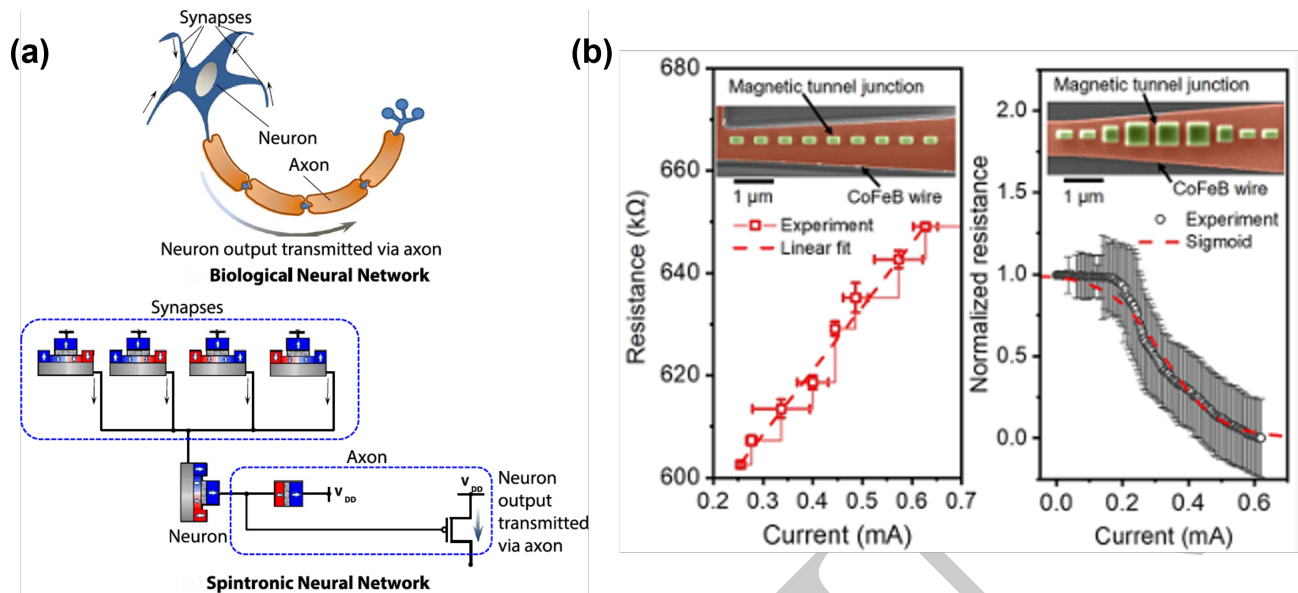 (a)
Synapses
Neuron
Axon
Neuron output transmitted via axon
Biological Neural Network
Synapses
Axon
V DD
V DD
Neuron
output
transmitted
via axon
Neuron
Spintronic Neural Network
(b)
680
660
640
620
600
Resistance (kΩ)
Magnetic tunnel junction
1 μm
CoFeB wire
Experiment
Linear fit
0.2 0.3 0.4 0.5 0.6 0.7
Current (mA)
2.0
1.5
1.0
0.5
0.0
Normalized resistance
Magnetic tunnel junction
1 μm
CoFeB wire
Experiment
Sigmoid
0.0 0.2 0.4 0.6
Current (mA)